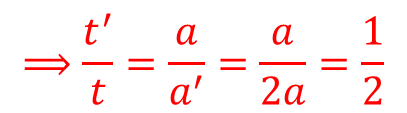 ⟹ t′/t = a/a′ = a/2a = 1/2